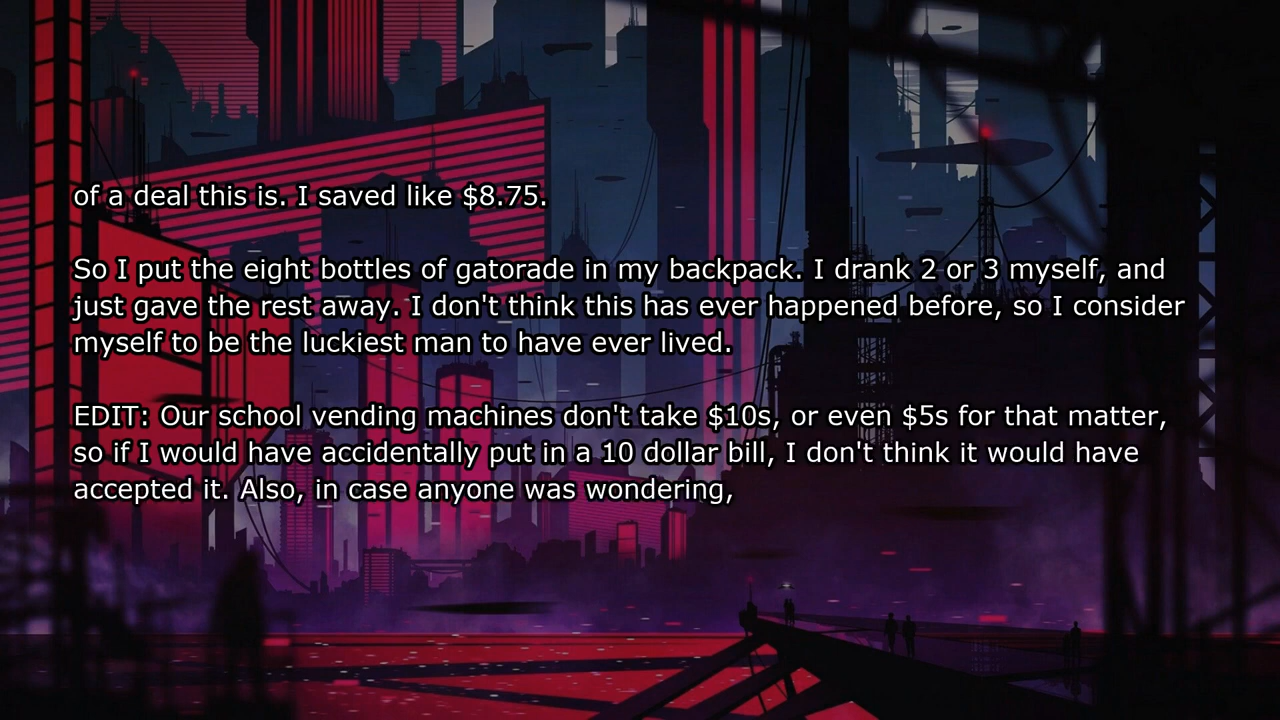 of a deal this is. I saved like $8.75.
So I put the eight bottles of gatorade in my backpack. I drank 2 or 3 myself, and
just gave the rest away. I don't think this has ever happened before, so I consider
myself to be the luckiest man to have ever lived.
EDIT: Our school vending machines don't take $10s, or even $5s for that matter,
so if I would have accidentally put in a 10 dollar bill, I don't think it would have
accepted it. Also, in case anyone was wondering,